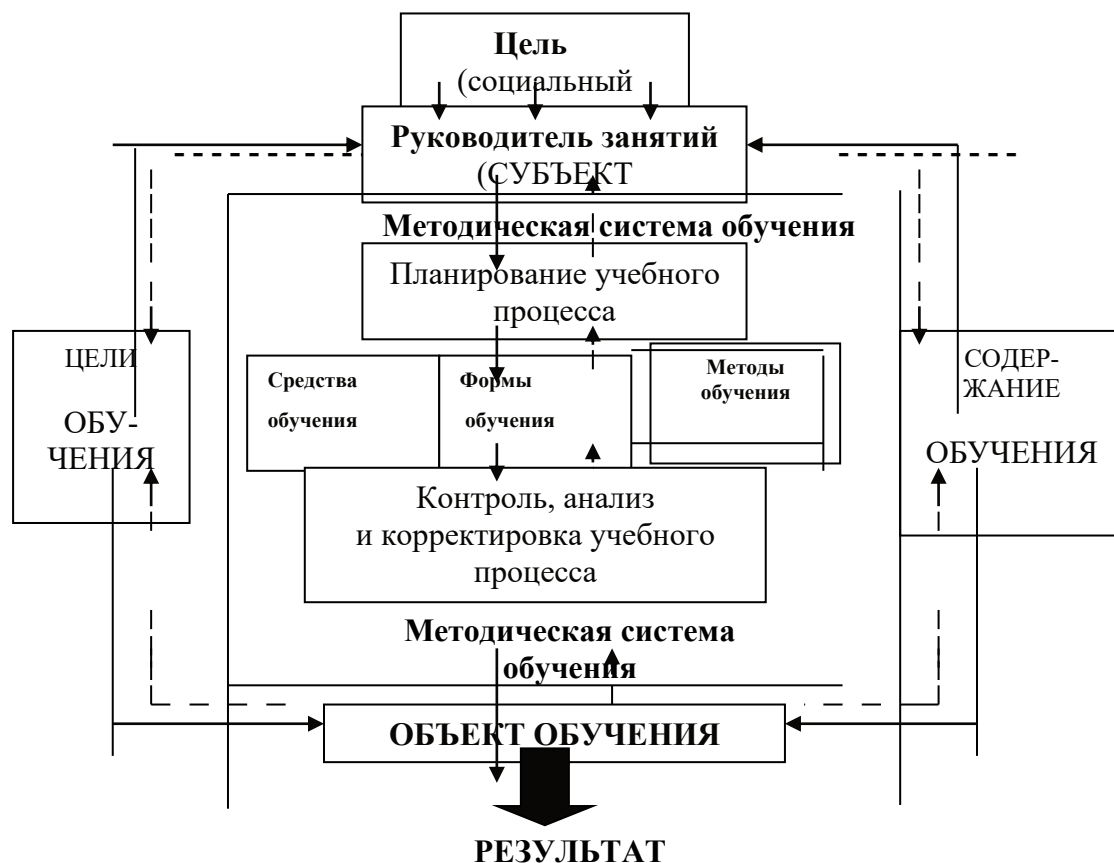 Цель
(социальный
Руководитель занятий
(СУБЪЕКТ
Методическая система обучения
Планирование учебного
процесса
ЦЕЛИ
ОБУ-
ЧЕНИЯ
Средства
обучения
Формы
обучения
Методы
обучения
СОДЕР-
ЖАНИЕ
ОБУЧЕНИЯ
Контроль, анализ
и корректировка учебного
процесса
Методическая система
обучения
ОБЪЕКТ ОБУЧЕНИЯ
РЕЗУЛЬТАТ